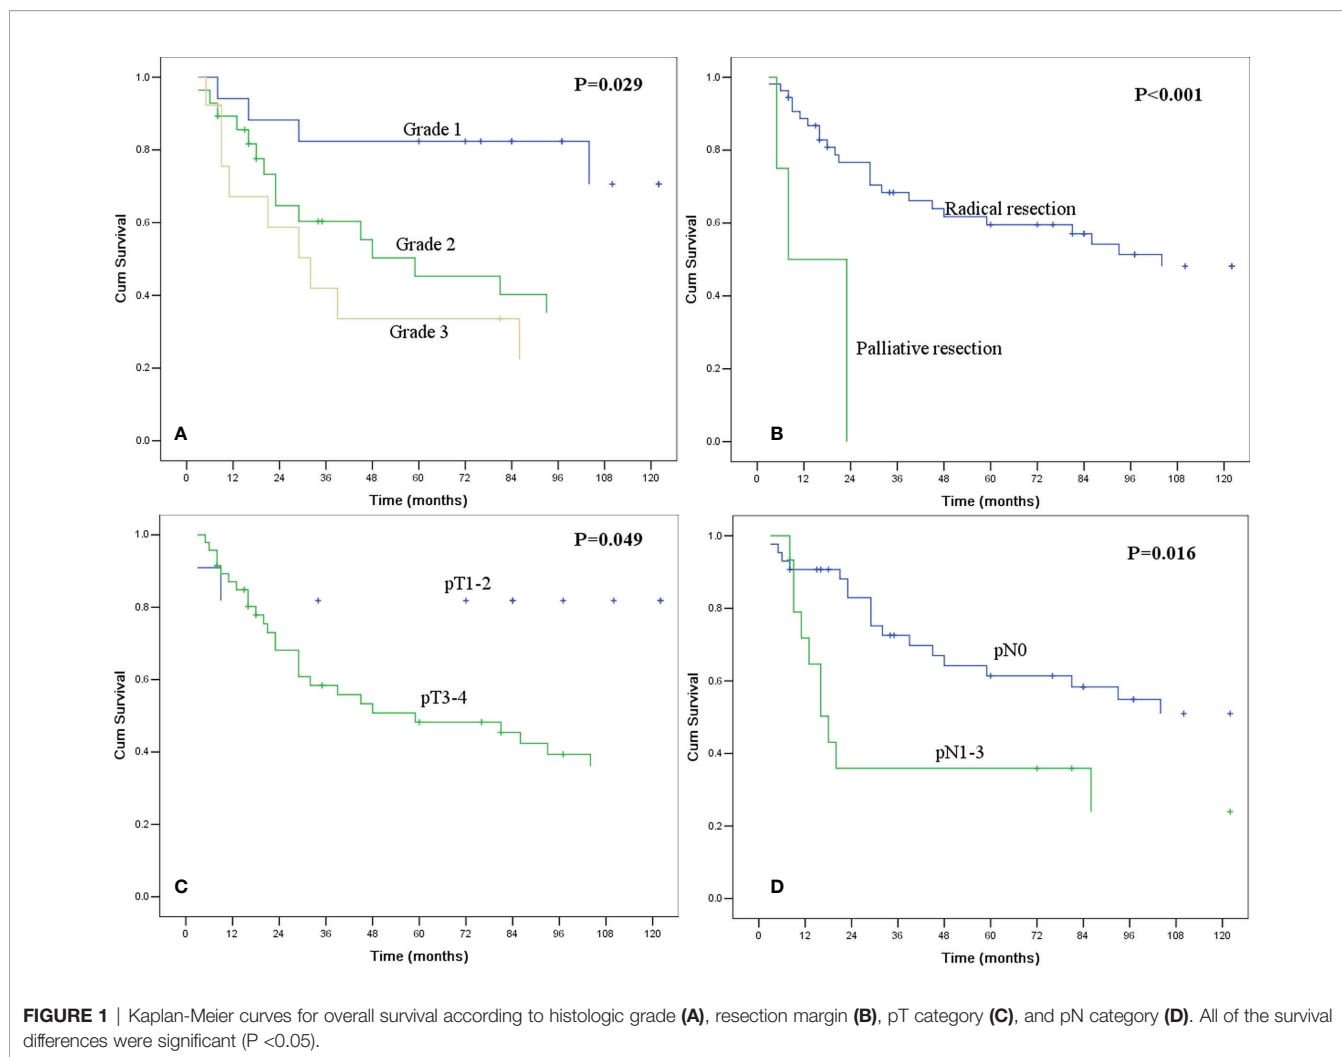 P=0.029
1.0
0.8
0.6
0.4
0.2
0.0
Cum Survival
Grade 1
Grade 2
Grade 3
A
0 12 24 36 48 60 72 84 96 108 120
Time (months)
P<0.001
1.0
0.8
0.6
0.4
0.2
0.0
Cum Survival
Radical resection
Palliative resection
B
0 12 24 36 48 60 72 84 96 108 120
Time (months)
P=0.049
1.0
0.8
0.6
0.4
0.2
0.0
Cum Survival
pT1-2
pT3-4
C
0 12 24 36 48 60 72 84 96 108 120
Time (months)
P=0.016
1.0
0.8
0.6
0.4
0.2
0.0
Cum Survival
pN0
pN1-3
D
0 12 24 36 48 60 72 84 96 108 120
Time (months)
FIGURE 1 | Kaplan-Meier curves for overall survival according to histologic grade (A), resection margin (B), pT category (C), and pN category (D). All of the survival
differences were significant (P <0.05).